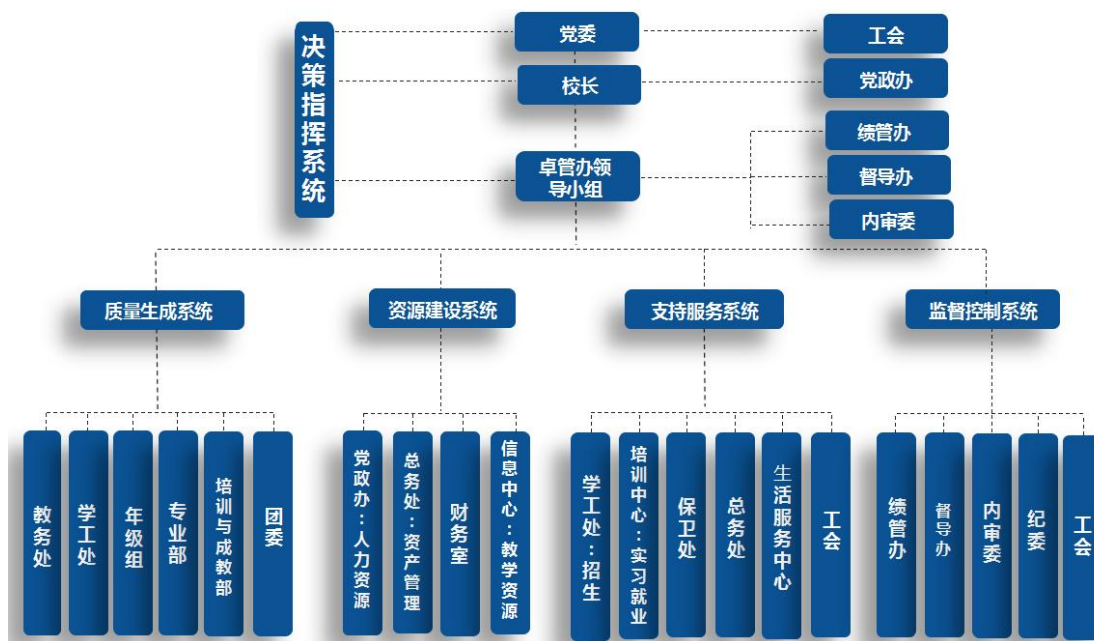 决策指挥系统
党委
工会
校长
党政办
卓管办领
导小组
绩管办
督导办
内审委
质量生成系统
资源建设系统
支持服务系统
监督控制系统
教务处
学工处
年级组
专业部
培训与成教部
团委
党政办：人力资源
总务处：资产管理
财务室
信息中心：教学资源
学工处：招生
培训中心：实习就业
保卫处
总务处
生活服务中心
工会
绩管办
督导办
内审委
纪委
工会